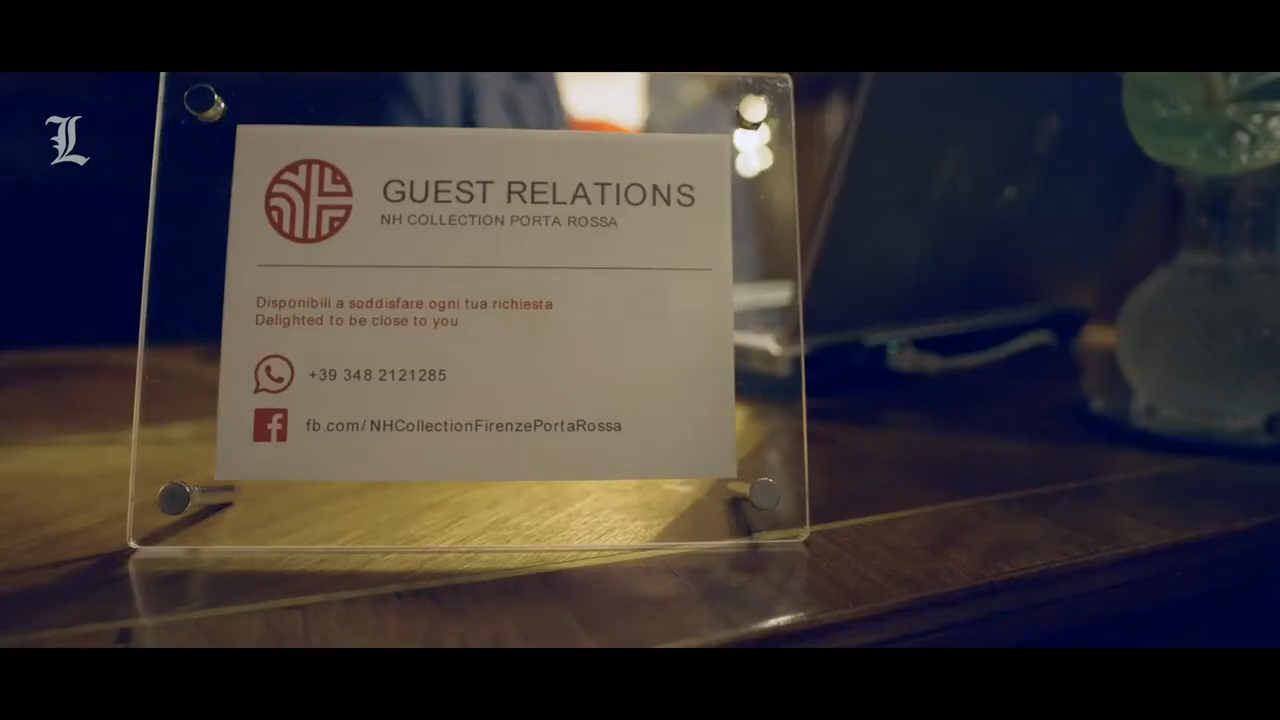 L
GUEST RELATIONS
NH COLLECTION PORTA ROSSA
Disponibili a soddisfare ogni tua richiesta
Delighted to be close to you
+39 348 2121285
fb.com/NHCollectionFirenzePortaRossa